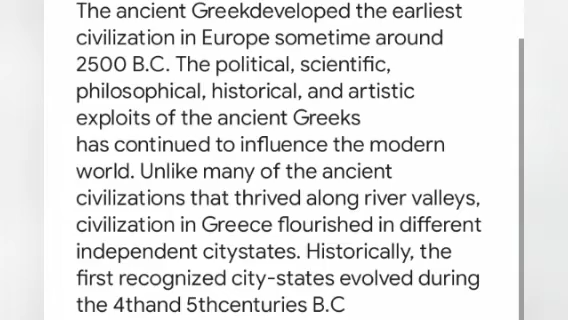 The ancient Greekdeveloped the earliest
civilization in Europe sometime around
2500 B.C. The political, scientific,
philosophical, historical, and artistic
exploits of the ancient Greeks
has continued to influence the modern
world. Unlike many of the ancient
civilizations that thrived along river valleys,
civilization in Greece flourished in different
independent citystates. Historically, the
first recognized city-states evolved during
the 4thand 5thcenturies B.C